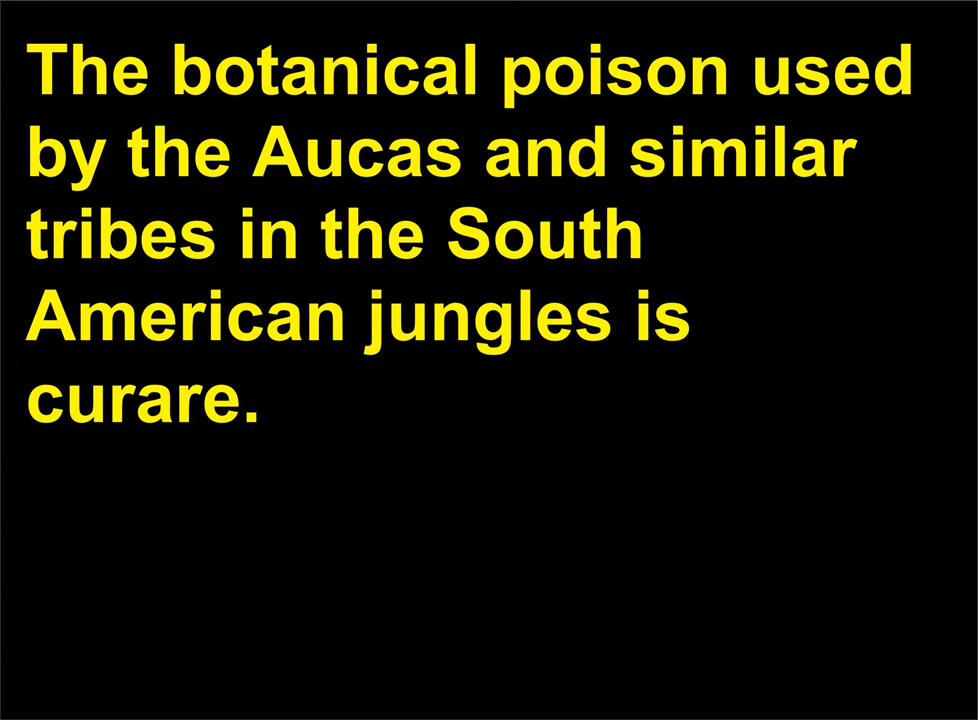 The botanical poison used
by the Aucas and similar
tribes in the South
American jungles is
curare.